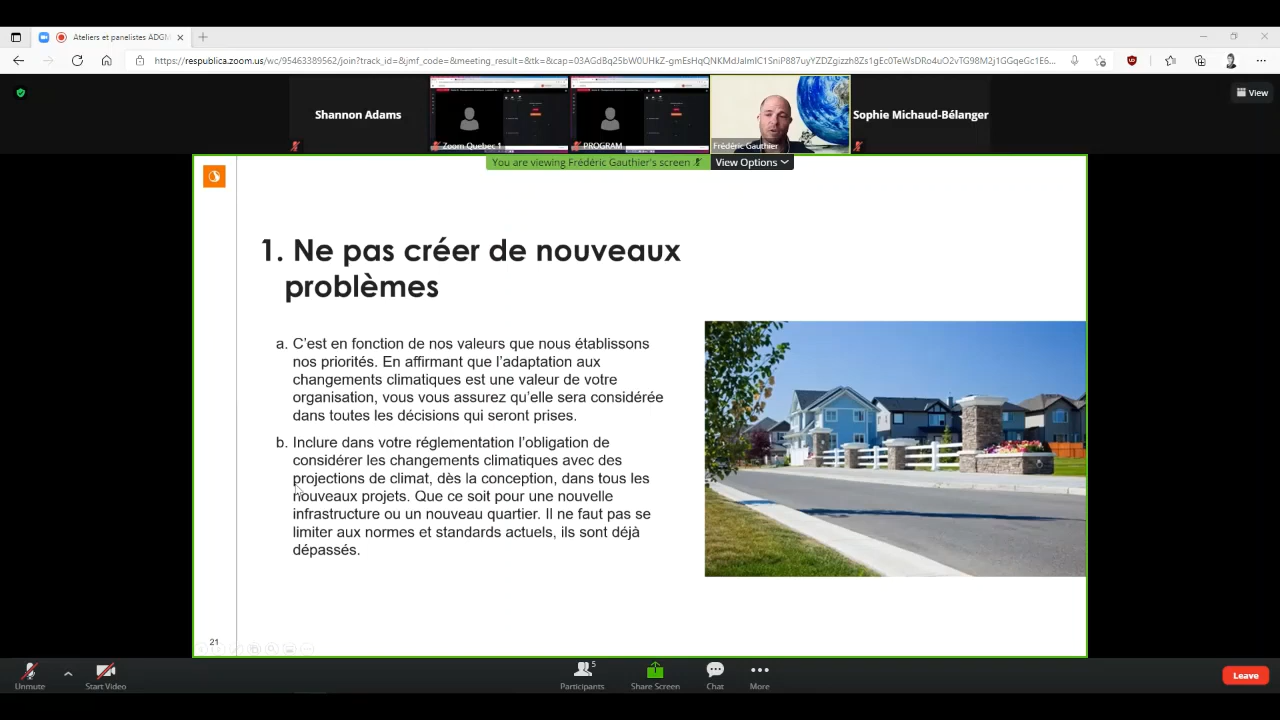 Ateliers et panelistes ADGM
https://respublica.zoom.us/wc/95463389562/join?track_id=&jmf_code=&meeting_result=&tk=&cap=03AGdBq25bW0UHkZ-gmEsHqQNKMdJaImIC1SniP887uyYZDZgizzh8Zs1gEc0TeWsDRo4uO2vTG98M2j1GGqeGc1E6...
View
Shannon Adams
Zoom Quebec 1
PROGRAM
Frédéric Gauthier
Sophie Michaud-Bélanger
You are viewing Frédéric Gauthier's screen
View Options
1. Ne pas créer de nouveaux
problèmes
a. C'est en fonction de nos valeurs que nous établissons
nos priorités. En affirmant que l'adaptation aux
changements climatiques est une valeur de votre
organisation, vous vous assurez qu'elle sera considérée
dans toutes les décisions qui seront prises.
b. Inclure dans votre réglementation l'obligation de
considérer les changements climatiques avec des
projections de climat, dès la conception, dans tous les
nouveaux projets. Que ce soit pour une nouvelle
infrastructure ou un nouveau quartier. Il ne faut pas se
limiter aux normes et standards actuels, ils sont déjà
dépassés.
21
Unmute
Start Video
Participants
5
Share Screen
Chat
More
Leave